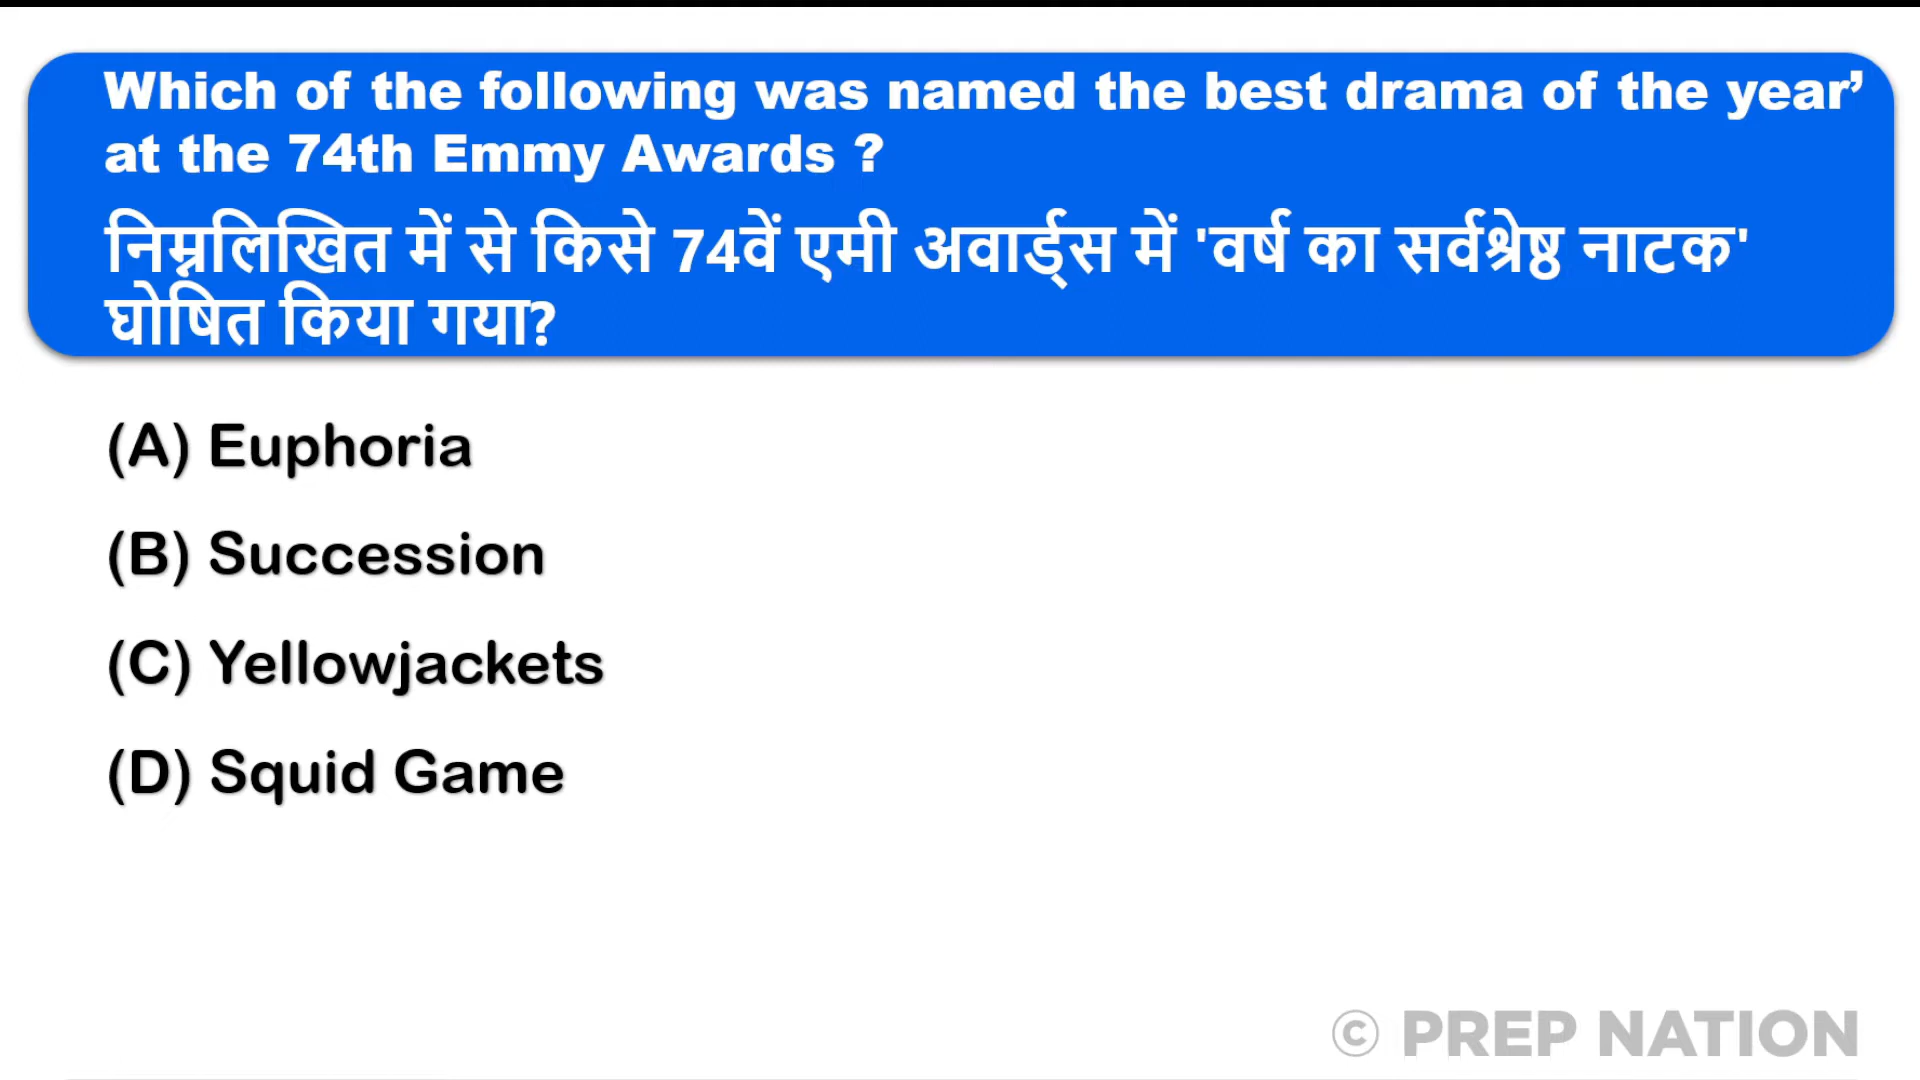 Which of the following was named the best drama of the year’
at the 74th Emmy Awards ?
निम्नलिखित में से किसे 74वें एमी अवार्ड्स में 'वर्ष का सर्वश्रेष्ठ नाटक'
घोषित किया गया?
(A) Euphoria
(B) Succession
(C) Yellowjackets
(D) Squid Game
© PREP NATION